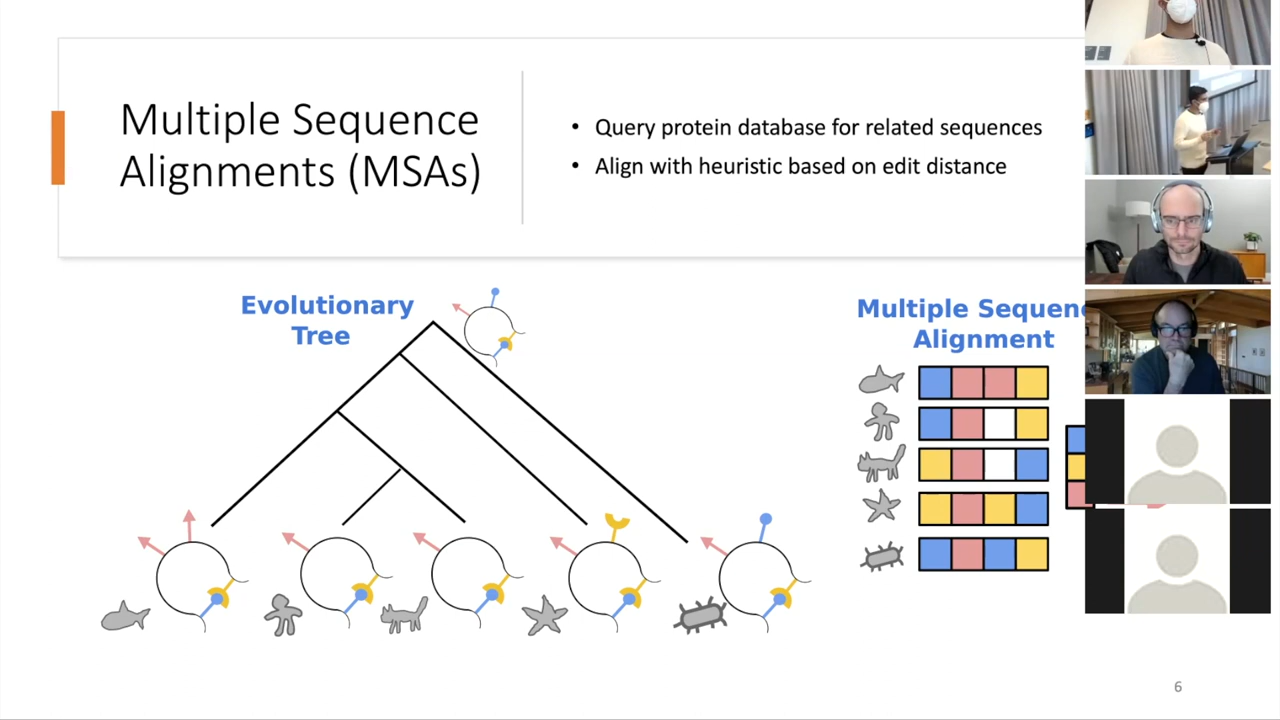 Multiple Sequence
Alignments (MSAs)
• Query protein database for related sequences
• Align with heuristic based on edit distance
Evolutionary
Tree
Multiple Sequenc
Alignment
6